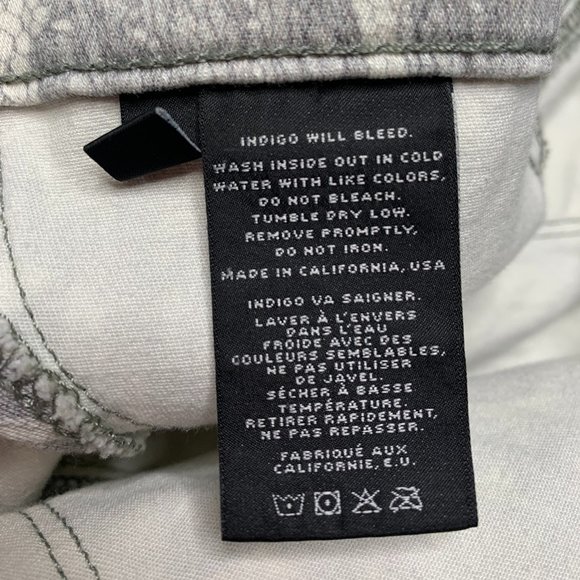 INDIGO WILL BLEED.
WASH INSIDE OUT IN COLD
WATER WITH LIKE COLORS,
DO NOT BLEACH.
TUMBLE DRY LOW.
REMOVE PROMPTLY,
DO NOT IRON.
MADE IN CALIFORNIA, USA
INDIGO VA SAIGNER.
LAVER À L'ENVERS
DANS L'EAU
FROIDE AVEC DES
COULEURS SEMBLABLES,
NE PAS UTILISER
DE JAVEL.
SÉCHER À BASSE
TEMPÉRATURE.
RETIRER RAPIDEMENT,
NE PAS REPASSER.
FABRIQUÉ AUX
CALIFORNIE, E.U.